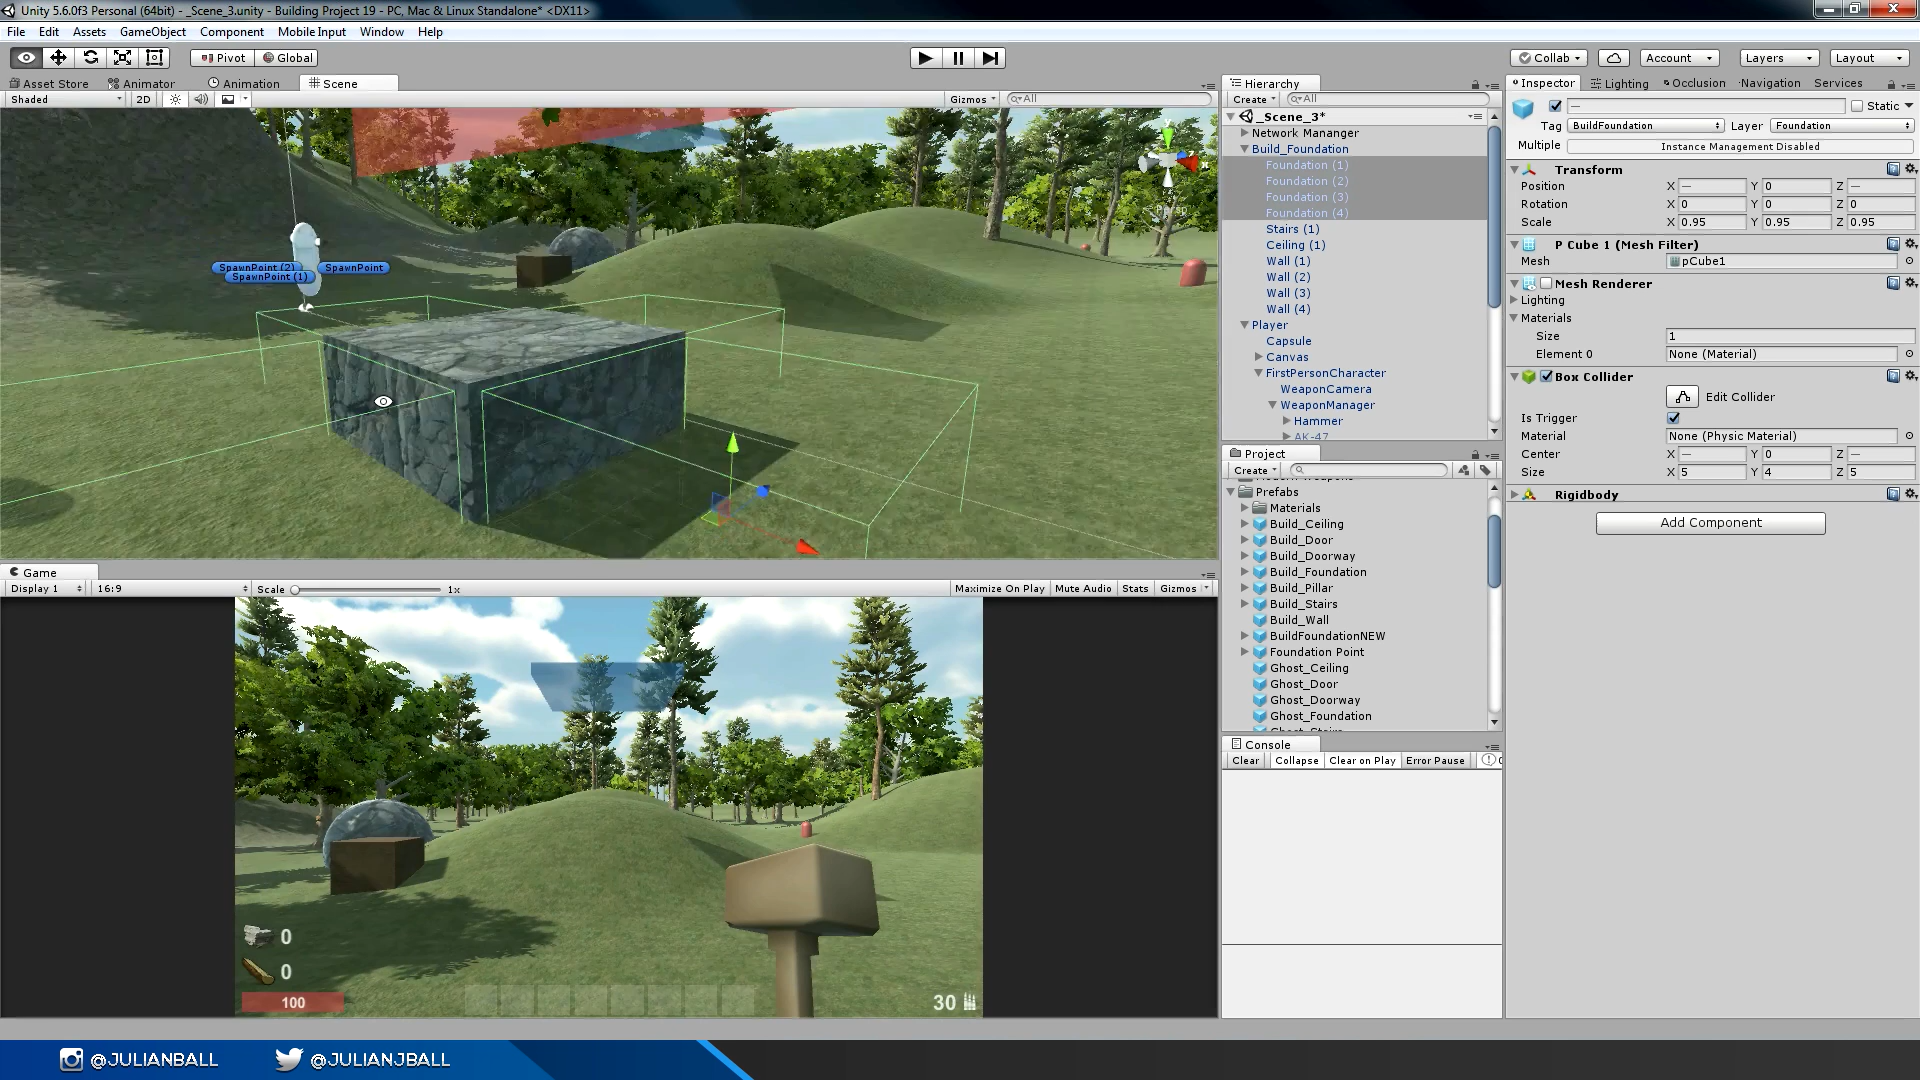 Unity 5.6.0f3 Personal (64bit) - _Scene_3.unity - Building Project 19 - PC, Mac & Linux Standalone* <DX11>
File Edit Assets GameObject Component Mobile Input Window Help
Pivot Global Collab Account Layers Layout
Asset Store Animator Animation Scene
Shaded 2D Gizmos All
Persp
SpawnPoint (2) SpawnPoint
SpawnPoint (1)
Game
Display 1 16:9 Scale 1x Maximize On Play Mute Audio Stats Gizmos
0
0
100
30
Hierarchy
Create All
_Scene_3*
Network Mananger
Build_Foundation
Foundation (1)
Foundation (2)
Foundation (3)
Foundation (4)
Stairs (1)
Ceiling (1)
Wall (1)
Wall (2)
Wall (3)
Wall (4)
Player
Capsule
Canvas
FirstPersonCharacter
WeaponCamera
WeaponManager
Hammer
AK-47
Project
Create
Prefabs
Materials
Build_Ceiling
Build_Door
Build_Doorway
Build_Foundation
Build_Pillar
Build_Stairs
Build_Wall
BuildFoundationNEW
Foundation Point
Ghost_Ceiling
Ghost_Door
Ghost_Doorway
Ghost_Foundation
Console
Clear Collapse Clear on Play Error Pause
Inspector Lighting Occlusion Navigation Services
— Static
Tag BuildFoundation Layer Foundation
Multiple Instance Management Disabled
Transform
Position X — Y 0 Z —
Rotation X 0 Y 0 Z 0
Scale X 0.95 Y 0.95 Z 0.95
P Cube 1 (Mesh Filter)
Mesh pCube1
Mesh Renderer
Lighting
Materials
Size 1
Element 0 None (Material)
Box Collider
Edit Collider
Is Trigger
Material None (Physic Material)
Center X — Y 0 Z —
Size X 5 Y 4 Z 5
Rigidbody
Add Component
@JULIANBALL @JULIANJBALL